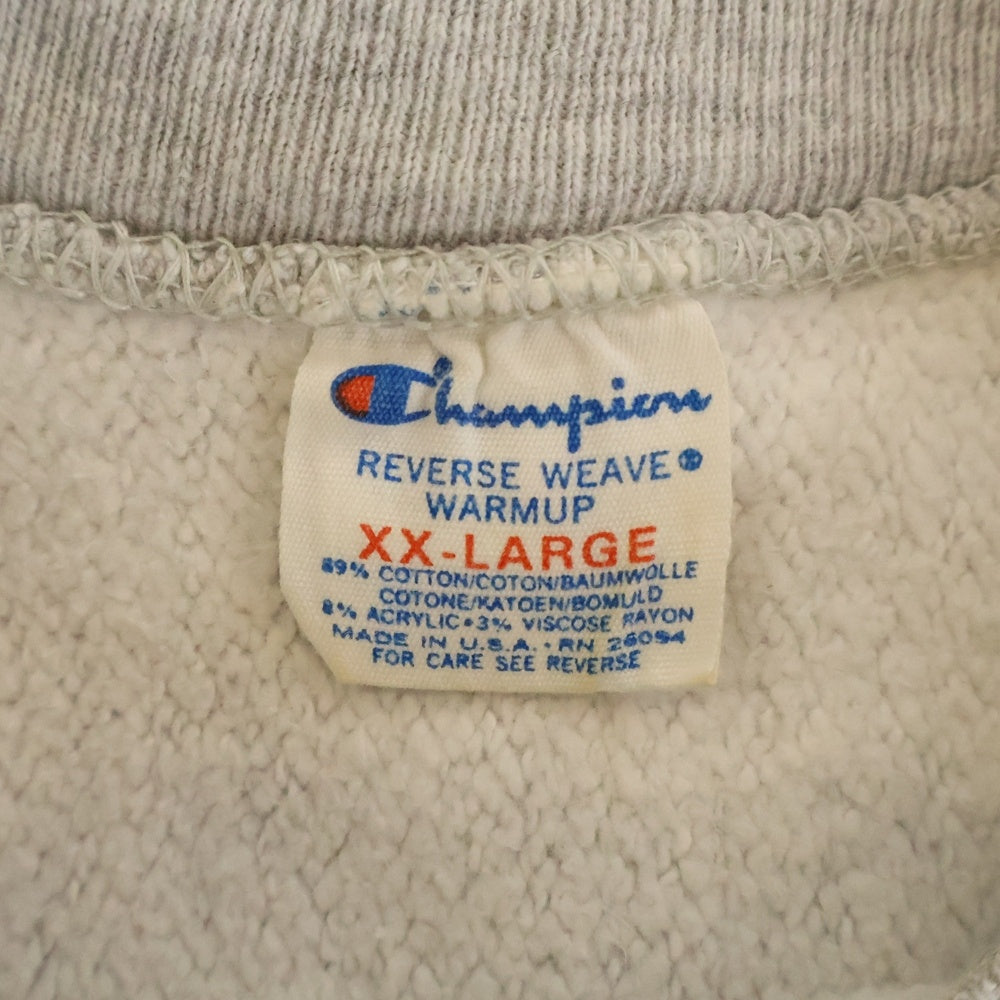 Champion
REVERSE WEAVE®
WARMUP
XX-LARGE
89% COTTON/COTON/BAUMWOLLE
COTONE/KATOEN/BOMULD
8% ACRYLIC•3% VISCOSE RAYON
MADE IN U.S.A. • RN 26094
FOR CARE SEE REVERSE